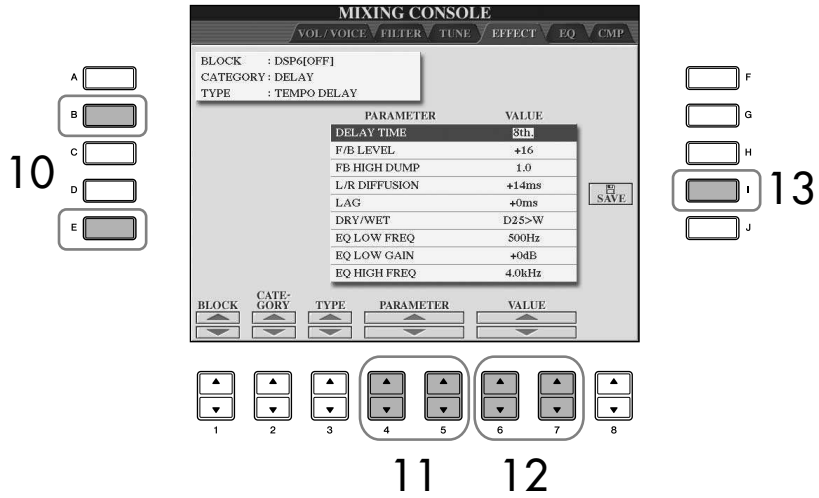 MIXING CONSOLE
VOL / VOICE FILTER TUNE EFFECT EQ CMP
BLOCK : DSP6[OFF]
CATEGORY : DELAY
TYPE : TEMPO DELAY
PARAMETER VALUE
DELAY TIME 8th.
F/B LEVEL +16
FB HIGH DUMP 1.0
L/R DIFFUSION +14ms
LAG +0ms
DRY/WET D25>W
EQ LOW FREQ 500Hz
EQ LOW GAIN +0dB
EQ HIGH FREQ 4.0kHz
SAVE
BLOCK CATE-GORY TYPE PARAMETER VALUE
A
B
C
D
E
10
F
G
H
I
J
13
1 2 3 4 5 6 7 8
11 12